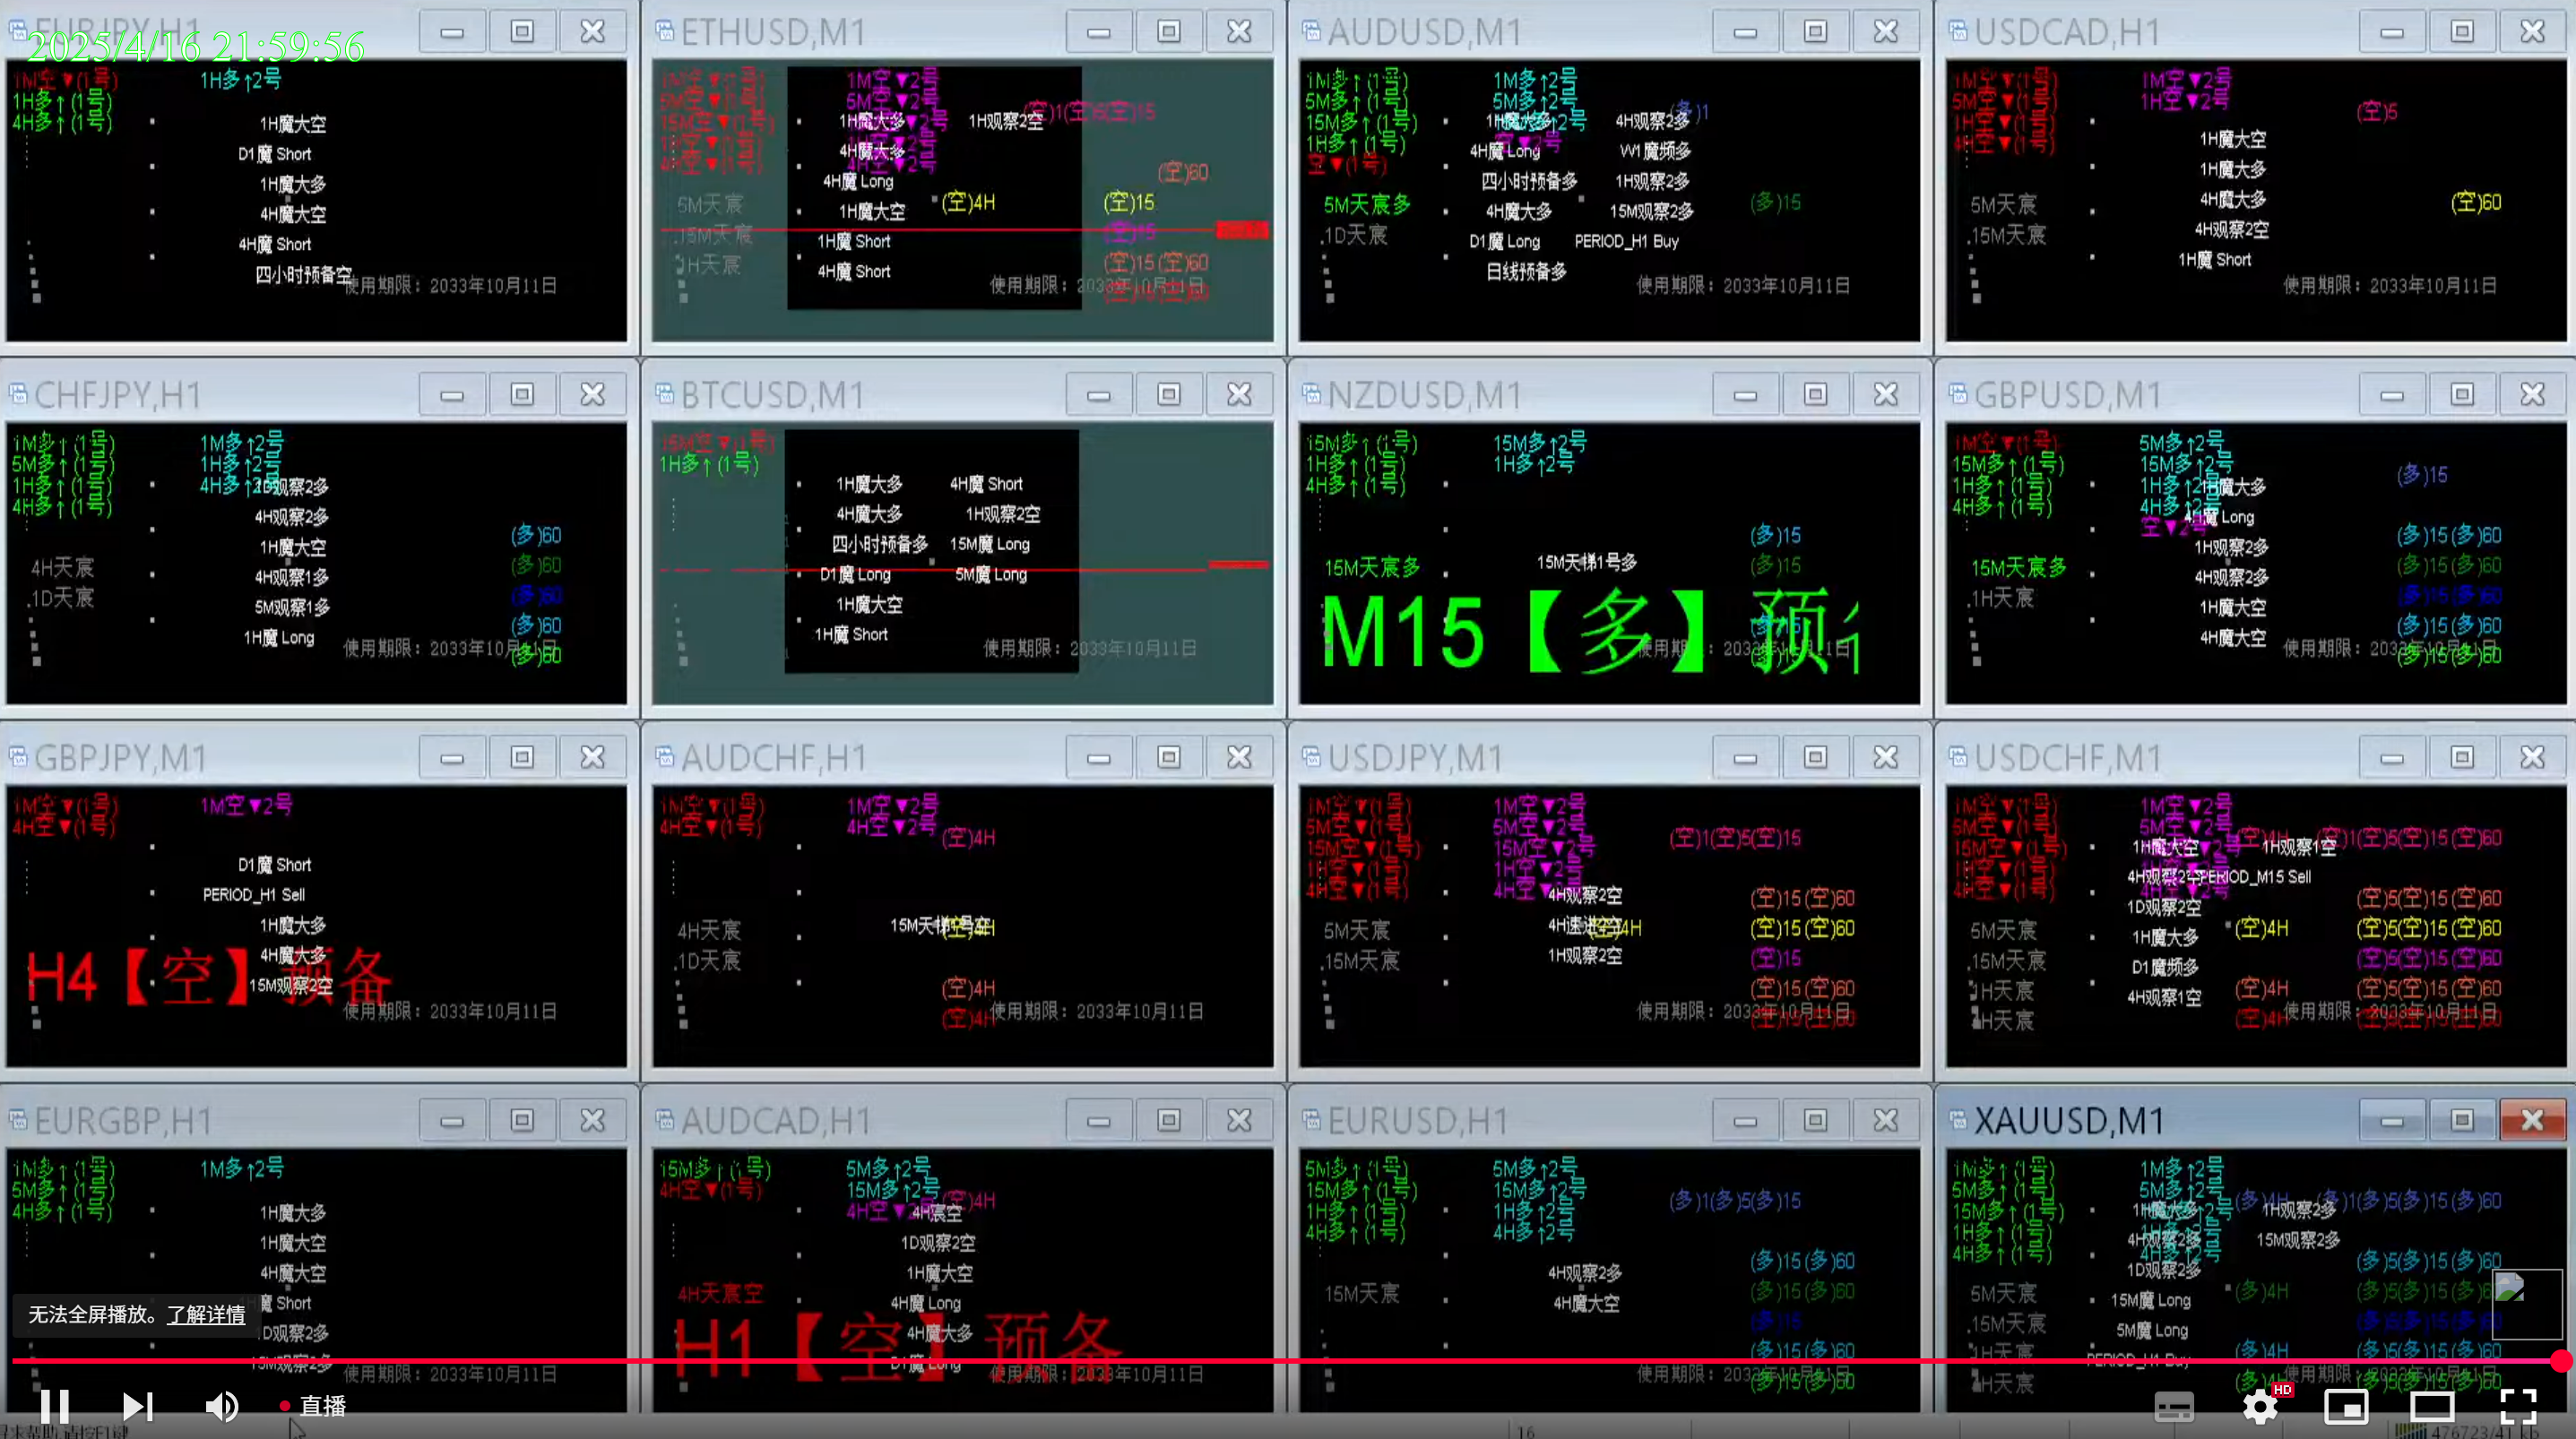 EURJPY,H1
2025/4/16 21:59:56
1M空▼(1号)
1H多↑(1号)
4H多↑(1号)
1H多↑2号
1H魔大空
D1魔 Short
1H魔大多
4H魔大空
4H魔 Short
四小时预备空
使用期限：2033年10月11日
ETHUSD,M1
1M空▼(1号)
5M空▼(1号)
15M空▼(1号)
4H空▼(1号)
1M空▼2号
5M空▼2号
1H魔大多
1H观察2空
4H魔大多
4H魔 Long
1H魔大空
1H魔 Short
4H魔 Short
(空)1(空)5(空)15
(空)60
(空)4H
(空)15
(空)15
(空)15(空)60
5M天宸
.15M天宸
1H天宸
使用期限：2033年10月11日
AUDUSD,M1
1M多↑(1号)
5M多↑(1号)
15M多↑(1号)
1H多↑(1号)
空▼(1号)
1M多↑2号
5M多↑2号
1H魔大多
4H观察2多
(多)1
4H魔 Long
W1魔频多
四小时预备多
1H观察2多
4H魔大多
15M观察2多
D1魔 Long
PERIOD_H1 Buy
日线预备多
(多)15
5M天宸多
.1D天宸
使用期限：2033年10月11日
USDCAD,H1
1M空▼(1号)
5M空▼(1号)
1H空▼(1号)
4H空▼(1号)
1M空▼2号
1H空▼2号
(空)5
1H魔大空
1H魔大多
4H魔大多
4H观察2空
1H魔 Short
(空)60
5M天宸
.15M天宸
使用期限：2033年10月11日
CHFJPY,H1
1M多↑(1号)
5M多↑(1号)
1H多↑(1号)
4H多↑(1号)
1M多↑2号
1H多↑2号
4H多↑2号
1D观察2多
4H观察2多
1H魔大空
4H观察1多
5M观察1多
1H魔 Long
(多)60
(多)60
(多)60
(多)60
(多)60
4H天宸
.1D天宸
使用期限：2033年10月11日
BTCUSD,M1
15M空▼(1号)
1H多↑(1号)
1H魔大多
4H魔 Short
4H魔大多
1H观察2空
四小时预备多
15M魔 Long
D1魔 Long
5M魔 Long
1H魔大空
1H魔 Short
使用期限：2033年10月11日
NZDUSD,M1
15M多↑(1号)
1H多↑(1号)
4H多↑(1号)
15M多↑2号
1H多↑2号
(多)15
(多)15
15M天梯1号多
15M天宸多
M15【多】预
使用期限：2033年10月11日
GBPUSD,M1
1M空▼(1号)
15M多↑(1号)
1H多↑(1号)
4H多↑(1号)
5M多↑2号
15M多↑2号
1H多↑2号
4H多↑2号
空▼2号
1H魔大多
4H魔 Long
1H观察2多
4H观察2多
1H魔大空
4H魔大空
(多)15
(多)15(多)60
(多)15(多)60
(多)15(多)60
(多)15(多)60
(多)15(多)60
15M天宸多
.1H天宸
使用期限：2033年10月11日
GBPJPY,M1
1M空▼(1号)
4H空▼(1号)
1M空▼2号
D1魔 Short
PERIOD_H1 Sell
1H魔大多
4H魔大多
15M观察2空
H4【空】预备
使用期限：2033年10月11日
AUDCHF,H1
1M空▼(1号)
4H空▼(1号)
1M空▼2号
4H空▼2号
(空)4H
(空)4H
(空)4H
(空)4H
4H天宸
.1D天宸
使用期限：2033年10月11日
USDJPY,M1
1M空▼(1号)
5M空▼(1号)
15M空▼(1号)
1H空▼(1号)
4H空▼(1号)
1M空▼2号
5M空▼2号
15M空▼2号
1H空▼2号
4H空▼2号
4H观察2空
1H观察2空
(空)1(空)5(空)15
(空)15(空)60
(空)4H
(空)15(空)60
(空)15
(空)15(空)60
5M天宸
.15M天宸
使用期限：2033年10月11日
USDCHF,M1
1M空▼(1号)
5M空▼(1号)
15M空▼(1号)
1H空▼(1号)
4H空▼(1号)
1M空▼2号
5M空▼2号
1H魔大空
1H观察1空
4H观察2空
PERIOD_M15 Sell
1D观察2空
1H魔大多
D1魔频多
4H观察1空
(空)4H
(空)1(空)5(空)15(空)60
(空)5(空)15(空)60
(空)4H
(空)5(空)15(空)60
(空)5(空)15(空)60
(空)4H
(空)5(空)15(空)60
(空)4H
5M天宸
.15M天宸
1H天宸
4H天宸
使用期限：2033年10月11日
EURGBP,H1
1M多↑(1号)
5M多↑(1号)
4H多↑(1号)
1M多↑2号
1H魔大多
1H魔大空
4H魔大空
魔 Short
1D观察2多
15M观察2多
使用期限：2033年10月11日
AUDCAD,H1
15M多↑(1号)
4H空▼(1号)
5M多↑2号
15M多↑2号
4H空▼2号
(空)4H
4H宸空
1D观察2空
1H魔大空
4H魔 Long
4H魔大多
D1魔 Long
4H天宸空
H1【空】预备
使用期限：2033年10月11日
EURUSD,H1
5M多↑(1号)
15M多↑(1号)
1H多↑(1号)
4H多↑(1号)
5M多↑2号
15M多↑2号
1H多↑2号
4H多↑2号
(多)1(多)5(多)15
4H观察2多
4H魔大空
(多)15(多)60
(多)15(多)60
(多)15
(多)15(多)60
(多)15(多)60
15M天宸
使用期限：2033年10月11日
XAUUSD,M1
1M多↑(1号)
5M多↑(1号)
15M多↑(1号)
1H多↑(1号)
4H多↑(1号)
1M多↑2号
5M多↑2号
(多)4H
1H魔大多
1H观察2多
4H观察2多
15M观察2多
1D观察2多
15M魔 Long
5M魔 Long
PERIOD_H1 Buy
(多)5(多)15(多)60
(多)4H
(多)4H
5M天宸
.15M天宸
1H天宸
4H天宸
使用期限：2033年10月11日
无法全屏播放。了解详情
直播
HD
16
476723/41 kb